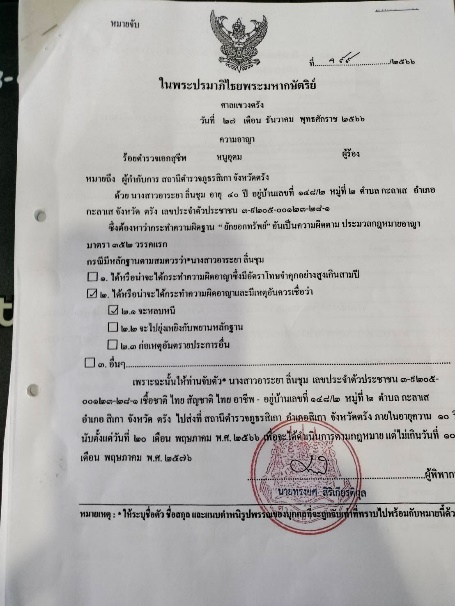 หมายจับ
ที่ ๑๙๙ /๒๕๖๖
ในพระปรมาภิไธยพระมหากษัตริย์
ศาลแขวงตรัง
วันที่ ๒๘ เดือน ธันวาคม พุทธศักราช ๒๕๖๖
ความอาญา
ร้อยตำรวจเอกสุชีพ หนูอุดม ผู้ร้อง
หมายถึง ผู้กำกับการ สถานีตำรวจภูธรสิเกา จังหวัดตรัง
ด้วย นางสาวอาระยา ลิ่นชุม อายุ ๔๐ ปี อยู่บ้านเลขที่ ๑๔๘/๒ หมู่ที่ ๒ ตำบล กะลาเส อำเภอ
กะลาเส จังหวัด ตรัง เลขประจำตัวประชาชน ๓-๙๒๐๕-๐๐๑๒๓-๒๘-๑
ซึ่งต้องหาว่ากระทำความผิดฐาน "ยักยอกทรัพย์" อันเป็นความผิดตาม ประมวลกฎหมายอาญา
มาตรา ๓๕๒ วรรคแรก
กรณีมีหลักฐานตามสมควรว่า*นางสาวอาระยา ลิ่นชุม
๑. ได้หรือน่าจะได้กระทำความผิดอาญาซึ่งมีอัตราโทษจำคุกอย่างสูงเกินสามปี
๒. ได้หรือน่าจะได้กระทำความผิดอาญาและมีเหตุอันควรเชื่อว่า
๒.๑ จะหลบหนี
๒.๒ จะไปยุ่งเหยิงกับพยานหลักฐาน
๒.๓ ก่อเหตุอันตรายประการอื่น
๓. อื่นๆ
เพราะฉะนั้นให้ท่านจับตัว* นางสาวอาระยา ลิ่นชุม เลขประจำตัวประชาชน ๓-๙๒๐๕-
๐๐๑๒๓-๒๘-๑ เชื้อชาติ ไทย สัญชาติ ไทย อาชีพ - อยู่บ้านเลขที่ ๑๔๘/๒ หมู่ที่ ๒ ตำบล กะลาเส
อำเภอ สิเกา จังหวัด ตรัง ไปส่งที่ สถานีตำรวจภูธรสิเกา อำเภอสิเกา จังหวัดตรัง ภายในอายุความ ๑๐
นับตั้งแต่วันที่ ๒๐ เดือน พฤษภาคม พ.ศ.๒๕๖๖ เพื่อจะได้ดำเนินการตามกฎหมาย แต่ไม่เกินวันที่ ๑๐
เดือน พฤษภาคม พ.ศ.๒๕๗๖
ผู้พิพากษา
หมายเหตุ : * ให้ระบุชื่อตัว ชื่อสกุล และแนบตำหนิรูปพรรณของบุคคลที่จะถูกจับเท่าที่ทราบไปพร้อมกับหมายนี้ด้วย